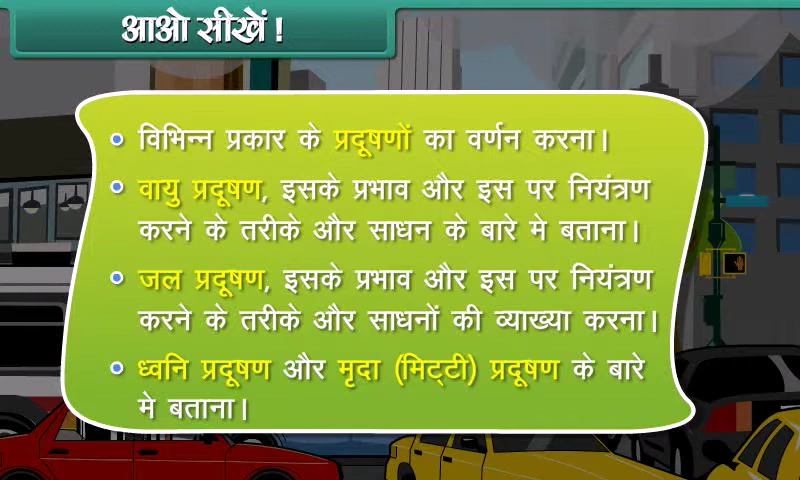 आओ सीखें!
विभिन्न प्रकार के प्रदूषणों का वर्णन करना।
वायु प्रदूषण, इसके प्रभाव और इस पर नियंत्रण
करने के तरीके और साधन के बारे मे बताना।
जल प्रदूषण, इसके प्रभाव और इस पर नियंत्रण
करने के तरीके और साधनों की व्याख्या करना।
ध्वनि प्रदूषण और मृदा (मिट्टी) प्रदूषण के बारे
मे बताना।